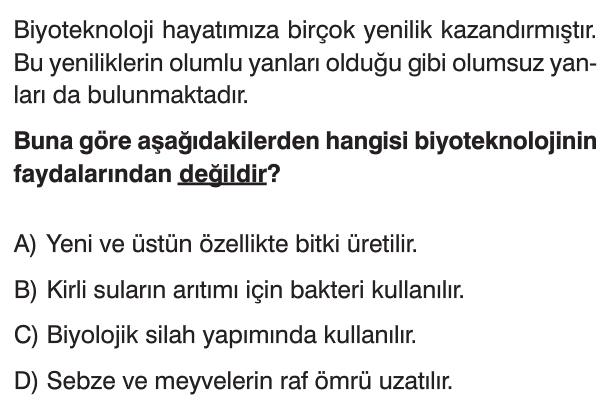 Biyoteknoloji hayatımıza birçok yenilik kazandırmıştır.
Bu yeniliklerin olumlu yanları olduğu gibi olumsuz yan-
ları da bulunmaktadır.
Buna göre aşağıdakilerden hangisi biyoteknolojinin
faydalarından değildir?
A) Yeni ve üstün özellikte bitki üretilir.
B) Kirli suların arıtımı için bakteri kullanılır.
C) Biyolojik silah yapımında kullanılır.
D) Sebze ve meyvelerin raf ömrü uzatılır.